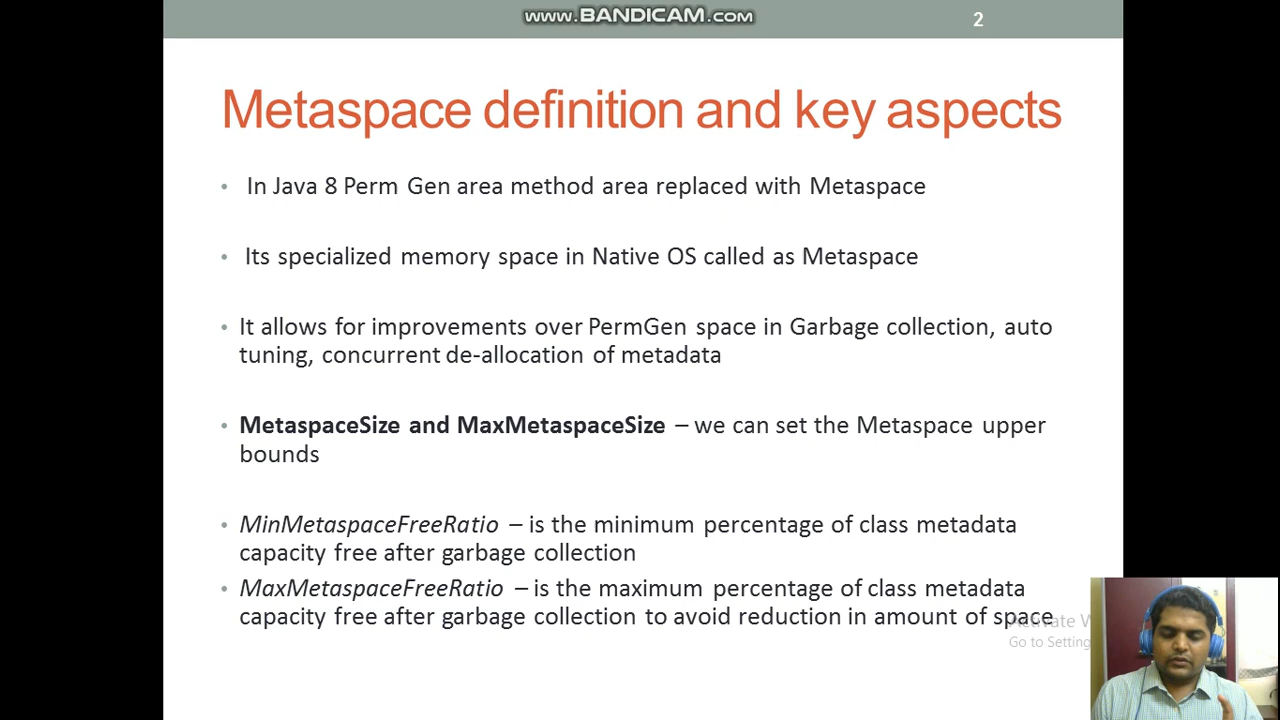 www.BANDICAM.com
2
Metaspace definition and key aspects
• In Java 8 Perm Gen area method area replaced with Metaspace
• Its specialized memory space in Native OS called as Metaspace
• It allows for improvements over PermGen space in Garbage collection, auto
tuning, concurrent de-allocation of metadata
• MetaspaceSize and MaxMetaspaceSize – we can set the Metaspace upper
bounds
• MinMetaspaceFreeRatio – is the minimum percentage of class metadata
capacity free after garbage collection
• MaxMetaspaceFreeRatio – is the maximum percentage of class metadata
capacity free after garbage collection to avoid reduction in amount of space
Activate W
Go to Setting